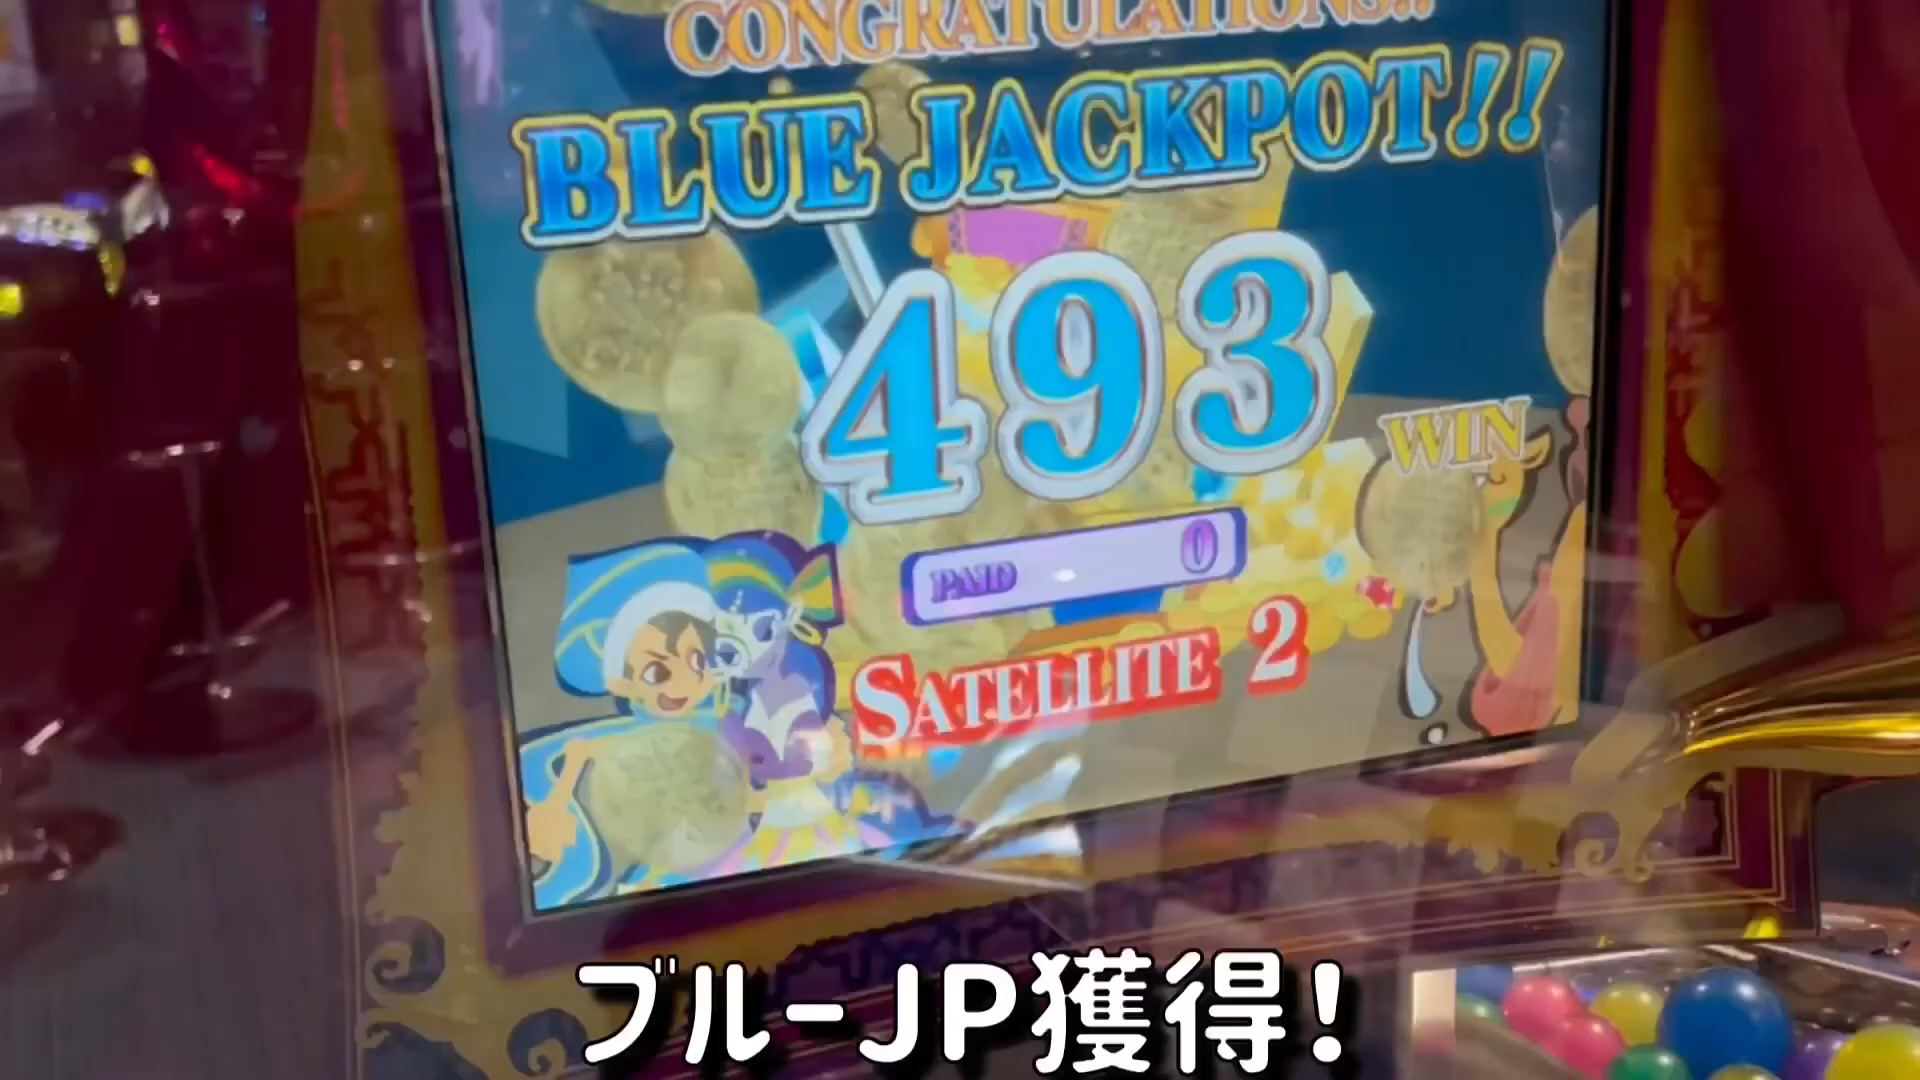 CONGRATULATIONS!!
BLUE JACKPOT!!
493
WIN
PAID 0
SATELLITE 2
ブルーJP獲得!